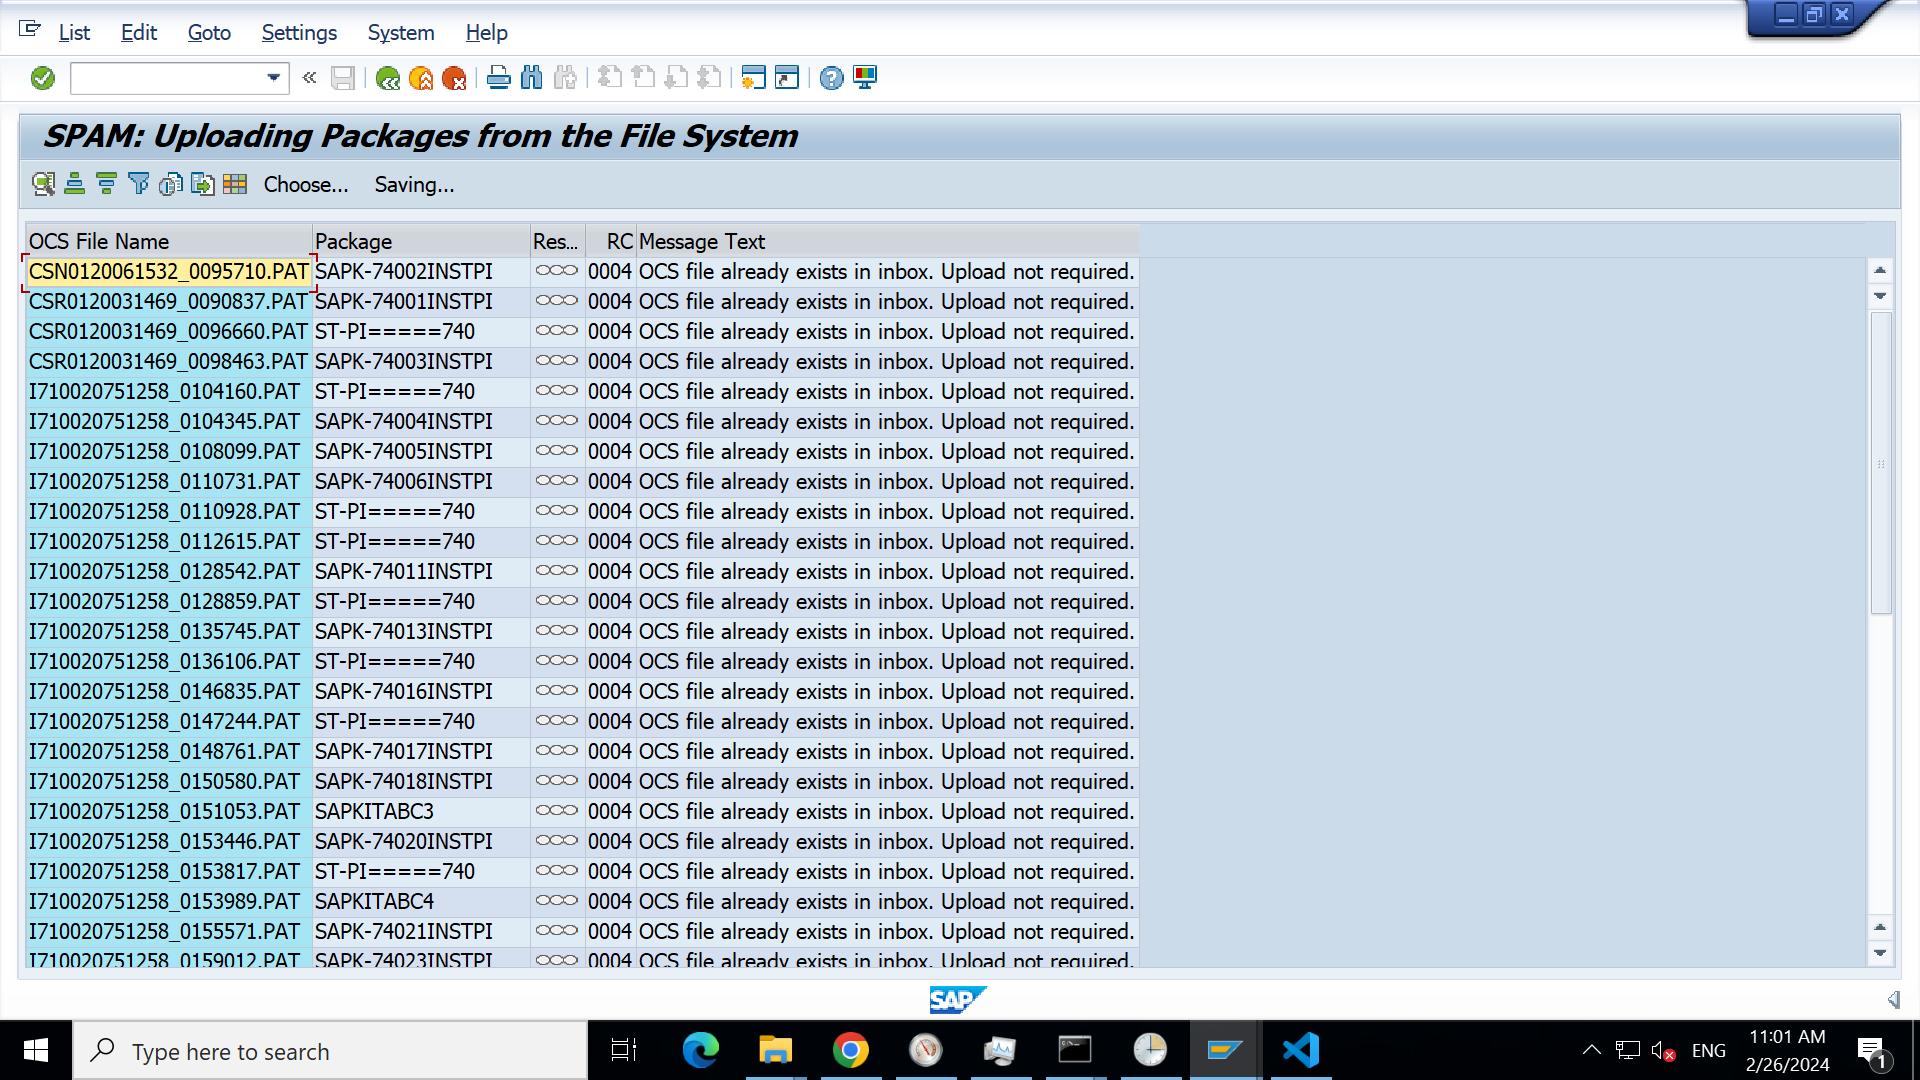 List Edit Goto Settings System Help
SPAM: Uploading Packages from the File System
Choose... Saving...
OCS File Name Package Res... RC Message Text
CSN0120061532_0095710.PAT SAPK-74002INSTPI 0004 OCS file already exists in inbox. Upload not required.
CSR0120031469_0090837.PAT SAPK-74001INSTPI 0004 OCS file already exists in inbox. Upload not required.
CSR0120031469_0096660.PAT ST-PI=====740 0004 OCS file already exists in inbox. Upload not required.
CSR0120031469_0098463.PAT SAPK-74003INSTPI 0004 OCS file already exists in inbox. Upload not required.
I710020751258_0104160.PAT ST-PI=====740 0004 OCS file already exists in inbox. Upload not required.
I710020751258_0104345.PAT SAPK-74004INSTPI 0004 OCS file already exists in inbox. Upload not required.
I710020751258_0108099.PAT SAPK-74005INSTPI 0004 OCS file already exists in inbox. Upload not required.
I710020751258_0110731.PAT SAPK-74006INSTPI 0004 OCS file already exists in inbox. Upload not required.
I710020751258_0110928.PAT ST-PI=====740 0004 OCS file already exists in inbox. Upload not required.
I710020751258_0112615.PAT ST-PI=====740 0004 OCS file already exists in inbox. Upload not required.
I710020751258_0128542.PAT SAPK-74011INSTPI 0004 OCS file already exists in inbox. Upload not required.
I710020751258_0128859.PAT ST-PI=====740 0004 OCS file already exists in inbox. Upload not required.
I710020751258_0135745.PAT SAPK-74013INSTPI 0004 OCS file already exists in inbox. Upload not required.
I710020751258_0136106.PAT ST-PI=====740 0004 OCS file already exists in inbox. Upload not required.
I710020751258_0146835.PAT SAPK-74016INSTPI 0004 OCS file already exists in inbox. Upload not required.
I710020751258_0147244.PAT ST-PI=====740 0004 OCS file already exists in inbox. Upload not required.
I710020751258_0148761.PAT SAPK-74017INSTPI 0004 OCS file already exists in inbox. Upload not required.
I710020751258_0150580.PAT SAPK-74018INSTPI 0004 OCS file already exists in inbox. Upload not required.
I710020751258_0151053.PAT SAPKITABC3 0004 OCS file already exists in inbox. Upload not required.
I710020751258_0153446.PAT SAPK-74020INSTPI 0004 OCS file already exists in inbox. Upload not required.
I710020751258_0153817.PAT ST-PI=====740 0004 OCS file already exists in inbox. Upload not required.
I710020751258_0153989.PAT SAPKITABC4 0004 OCS file already exists in inbox. Upload not required.
I710020751258_0155571.PAT SAPK-74021INSTPI 0004 OCS file already exists in inbox. Upload not required.
I710020751258_0159012.PAT SAPK-74023INSTPI 0004 OCS file already exists in inbox. Upload not required.
SAP
Type here to search
ENG
11:01 AM
2/26/2024
1